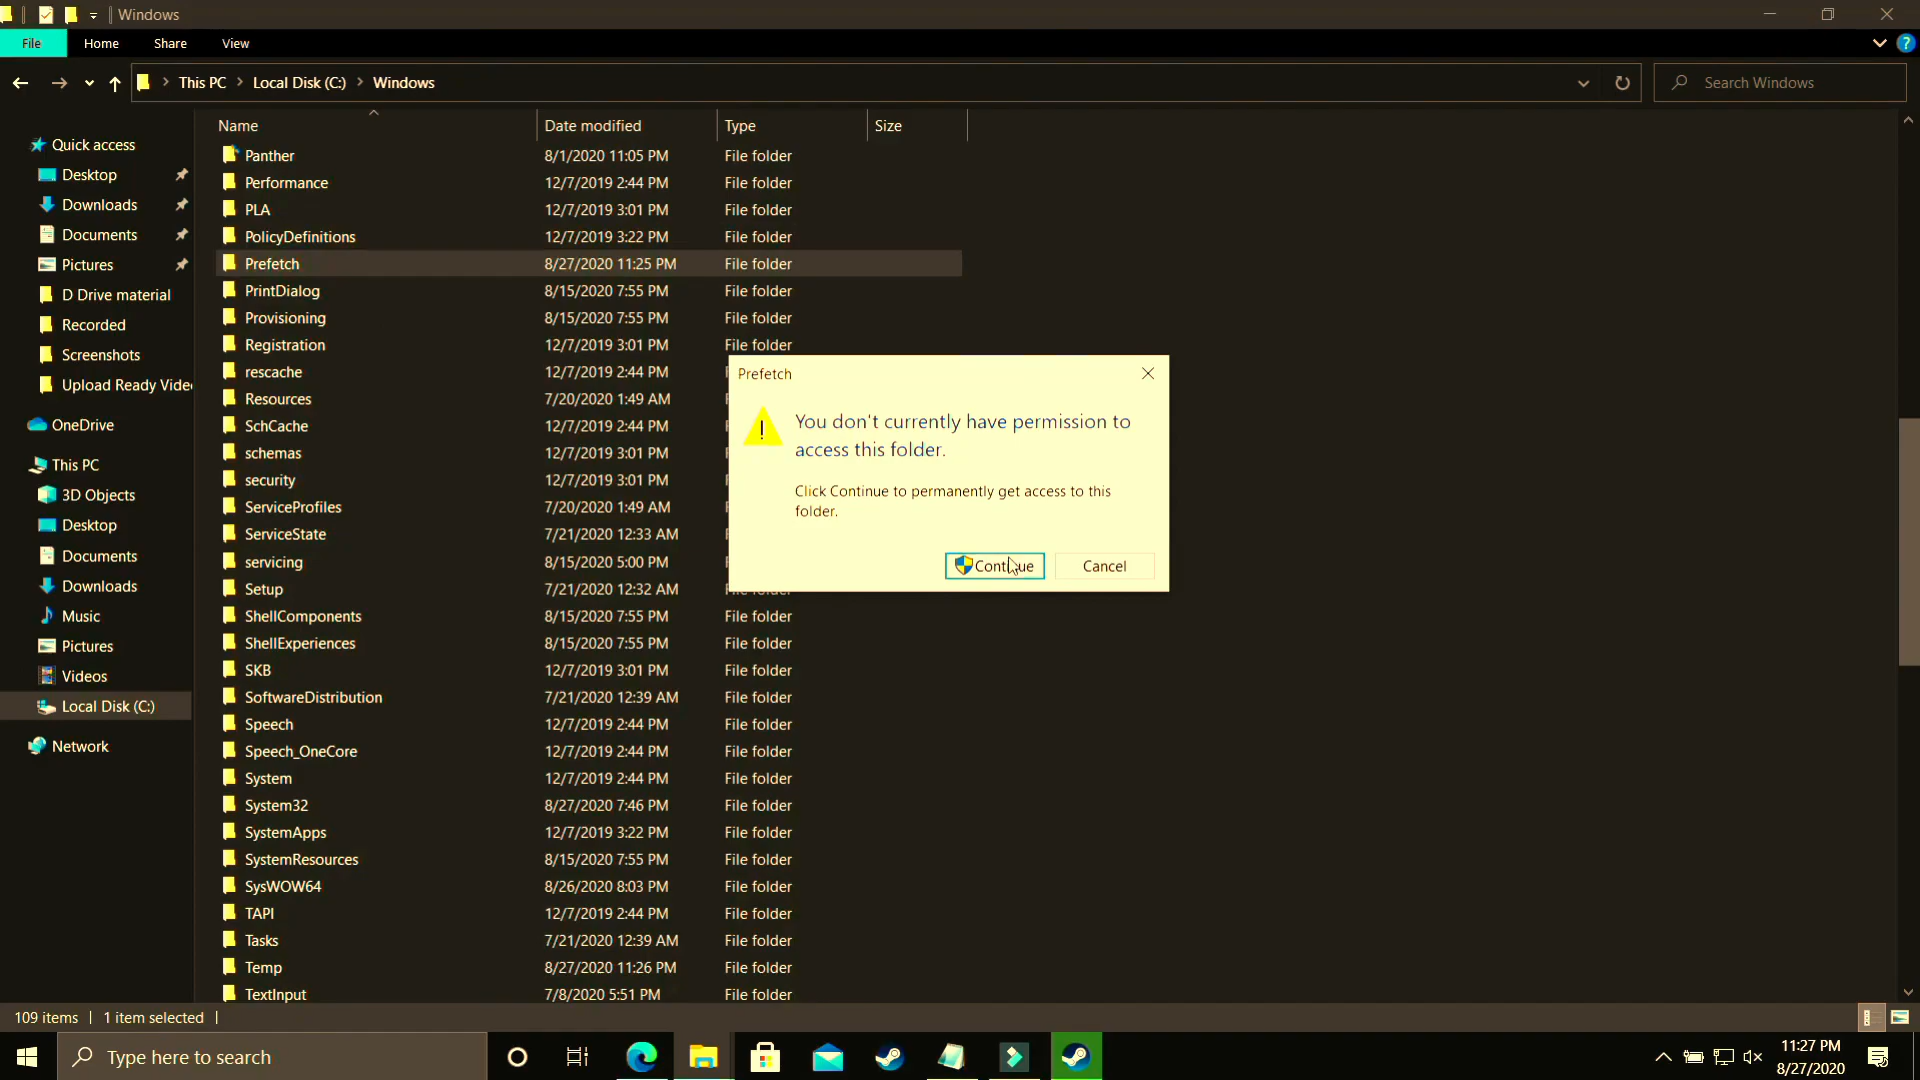 Windows
File Home Share View
This PC Local Disk (C:) Windows
Search Windows
Name Date modified Type Size
Quick access
Desktop
Downloads
Documents
Pictures
D Drive material
Recorded
Screenshots
Upload Ready Vide
OneDrive
This PC
3D Objects
Desktop
Documents
Downloads
Music
Pictures
Videos
Local Disk (C:)
Network
Panther 8/1/2020 11:05 PM File folder
Performance 12/7/2019 2:44 PM File folder
PLA 12/7/2019 3:01 PM File folder
PolicyDefinitions 12/7/2019 3:22 PM File folder
Prefetch 8/27/2020 11:25 PM File folder
PrintDialog 8/15/2020 7:55 PM File folder
Provisioning 8/15/2020 7:55 PM File folder
Registration 12/7/2019 3:01 PM File folder
rescache 12/7/2019 2:44 PM
Resources 7/20/2020 1:49 AM
SchCache 12/7/2019 2:44 PM
schemas 12/7/2019 3:01 PM
security 12/7/2019 3:01 PM
ServiceProfiles 7/20/2020 1:49 AM
ServiceState 7/21/2020 12:33 AM
servicing 8/15/2020 5:00 PM
Setup 7/21/2020 12:32 AM File folder
ShellComponents 8/15/2020 7:55 PM File folder
ShellExperiences 8/15/2020 7:55 PM File folder
SKB 12/7/2019 3:01 PM File folder
SoftwareDistribution 7/21/2020 12:39 AM File folder
Speech 12/7/2019 2:44 PM File folder
Speech_OneCore 12/7/2019 2:44 PM File folder
System 12/7/2019 2:44 PM File folder
System32 8/27/2020 7:46 PM File folder
SystemApps 12/7/2019 3:22 PM File folder
SystemResources 8/15/2020 7:55 PM File folder
SysWOW64 8/26/2020 8:03 PM File folder
TAPI 12/7/2019 2:44 PM File folder
Tasks 7/21/2020 12:39 AM File folder
Temp 8/27/2020 11:26 PM File folder
TextInput 7/8/2020 5:51 PM File folder
Prefetch
You don't currently have permission to
access this folder.
Click Continue to permanently get access to this
folder.
Continue Cancel
109 items 1 item selected
Type here to search
11:27 PM
8/27/2020